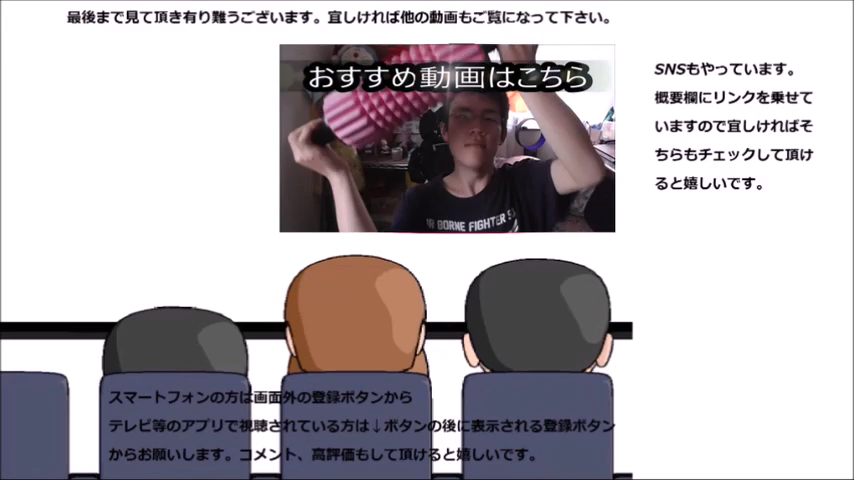 最後まで見て頂き有り難うございます。宜しければ他の動画もご覧になって下さい。
おすすめ動画はこちら
SNSもやっています。
概要欄にリンクを乗せて
いますので宜しければそ
ちらもチェックして頂け
ると嬉しいです。
BORNE FIGHTER
スマートフォンの方は画面外の登録ボタンから
テレビ等のアプリで視聴されている方は↓ボタンの後に表示される登録ボタン
からお願いします。コメント、高評価もして頂けると嬉しいです。